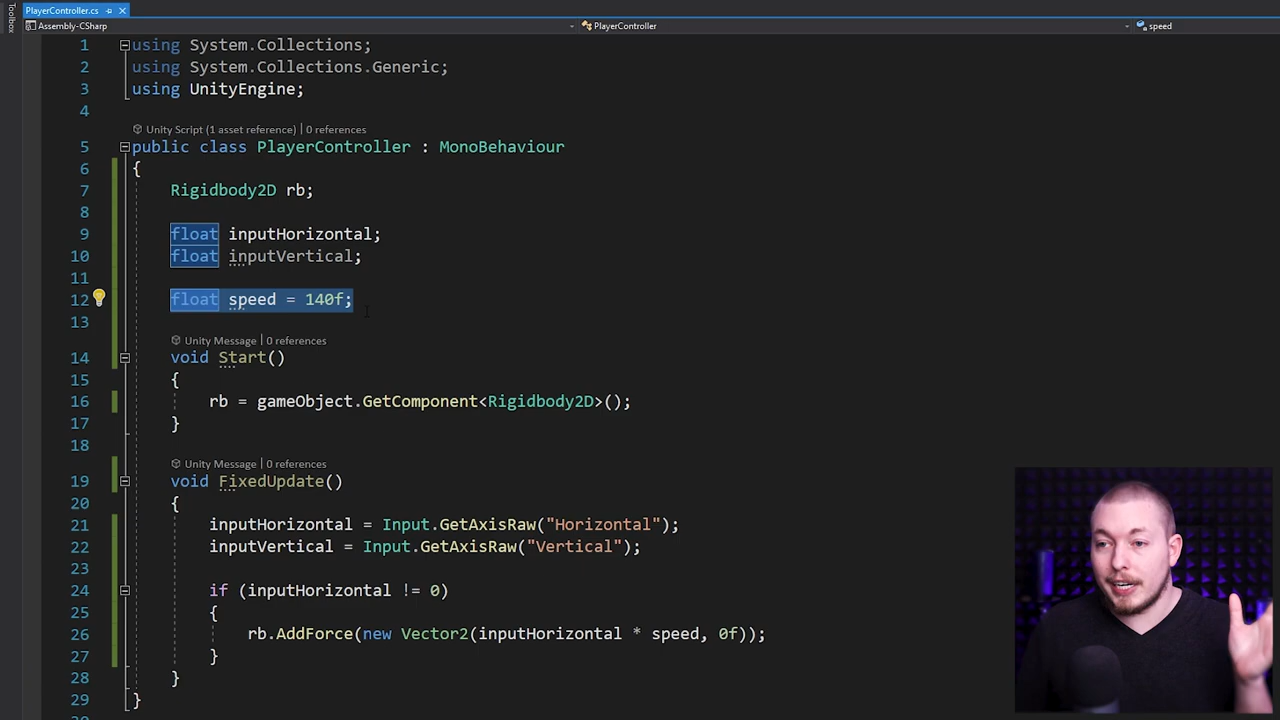 Toolbox
PlayerController.cs
Assembly-CSharp
PlayerController
speed
1 using System.Collections;
2 using System.Collections.Generic;
3 using UnityEngine;
4
Unity Script (1 asset reference) | 0 references
5 public class PlayerController : MonoBehaviour
6 {
7 Rigidbody2D rb;
8
9 float inputHorizontal;
10 float inputVertical;
11
12 float speed = 140f;
13
Unity Message | 0 references
14 void Start()
15 {
16 rb = gameObject.GetComponent<Rigidbody2D>();
17 }
18
Unity Message | 0 references
19 void FixedUpdate()
20 {
21 inputHorizontal = Input.GetAxisRaw("Horizontal");
22 inputVertical = Input.GetAxisRaw("Vertical");
23
24 if (inputHorizontal != 0)
25 {
26 rb.AddForce(new Vector2(inputHorizontal * speed, 0f));
27 }
28 }
29 }